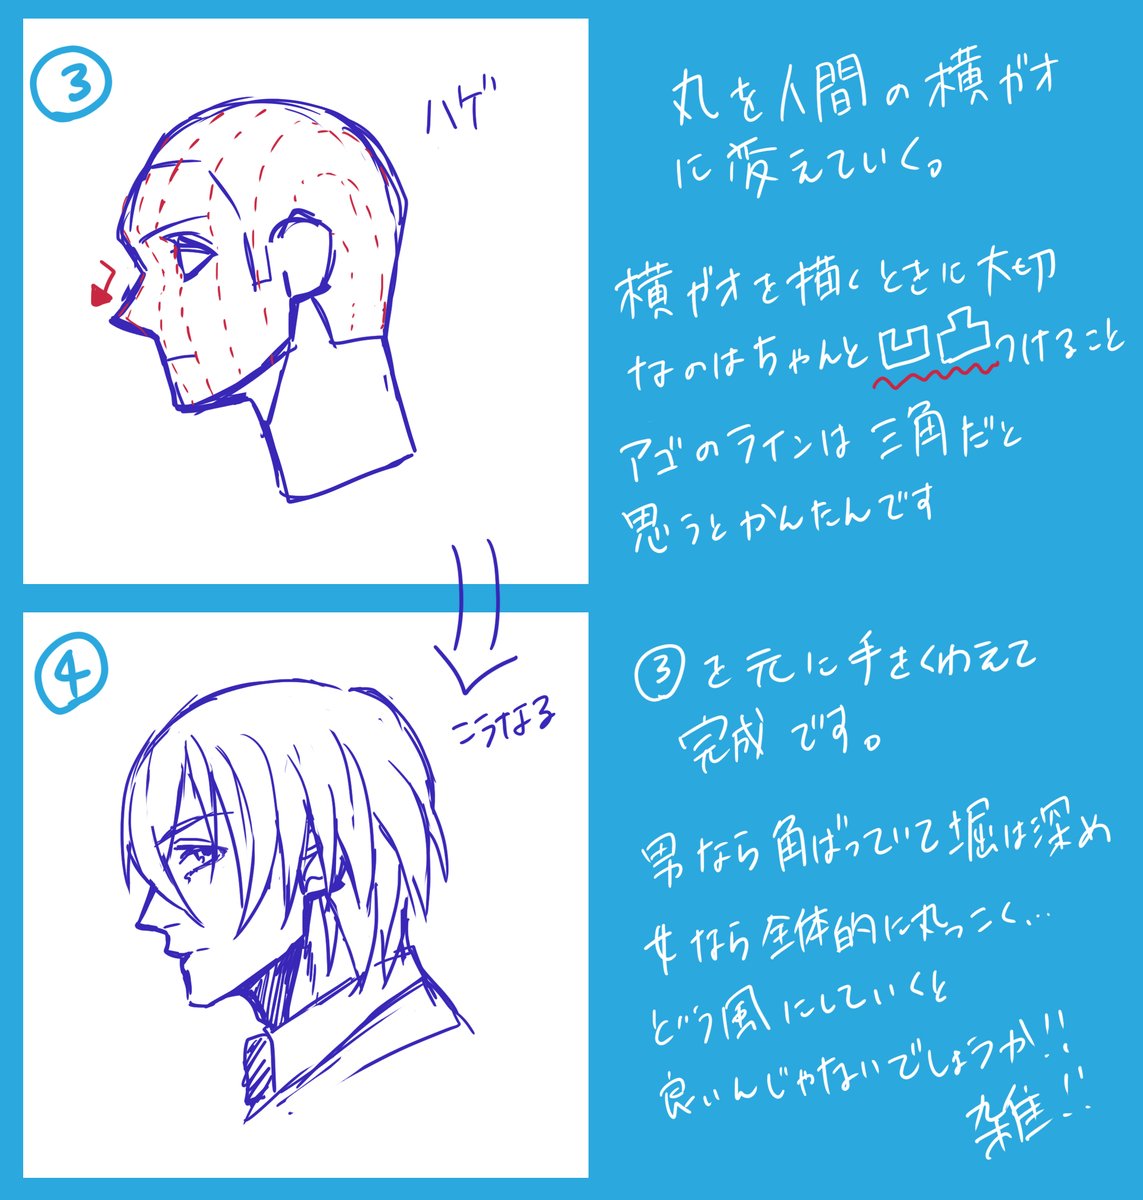 ③
ハゲ
丸を人間の横ガオ
に変えていく。
横ガオを描くときに大切
なのはちゃんと凹凸つけること
アゴのラインは三角だと
思うとかんたんです
④
こうなる
③を元に手をくわえて
完成です。
男なら角ばっていて堀は深め
女なら全体的に丸っこく…
どう風にしていくと
良いんじゃないでしょうか!!
雑!!